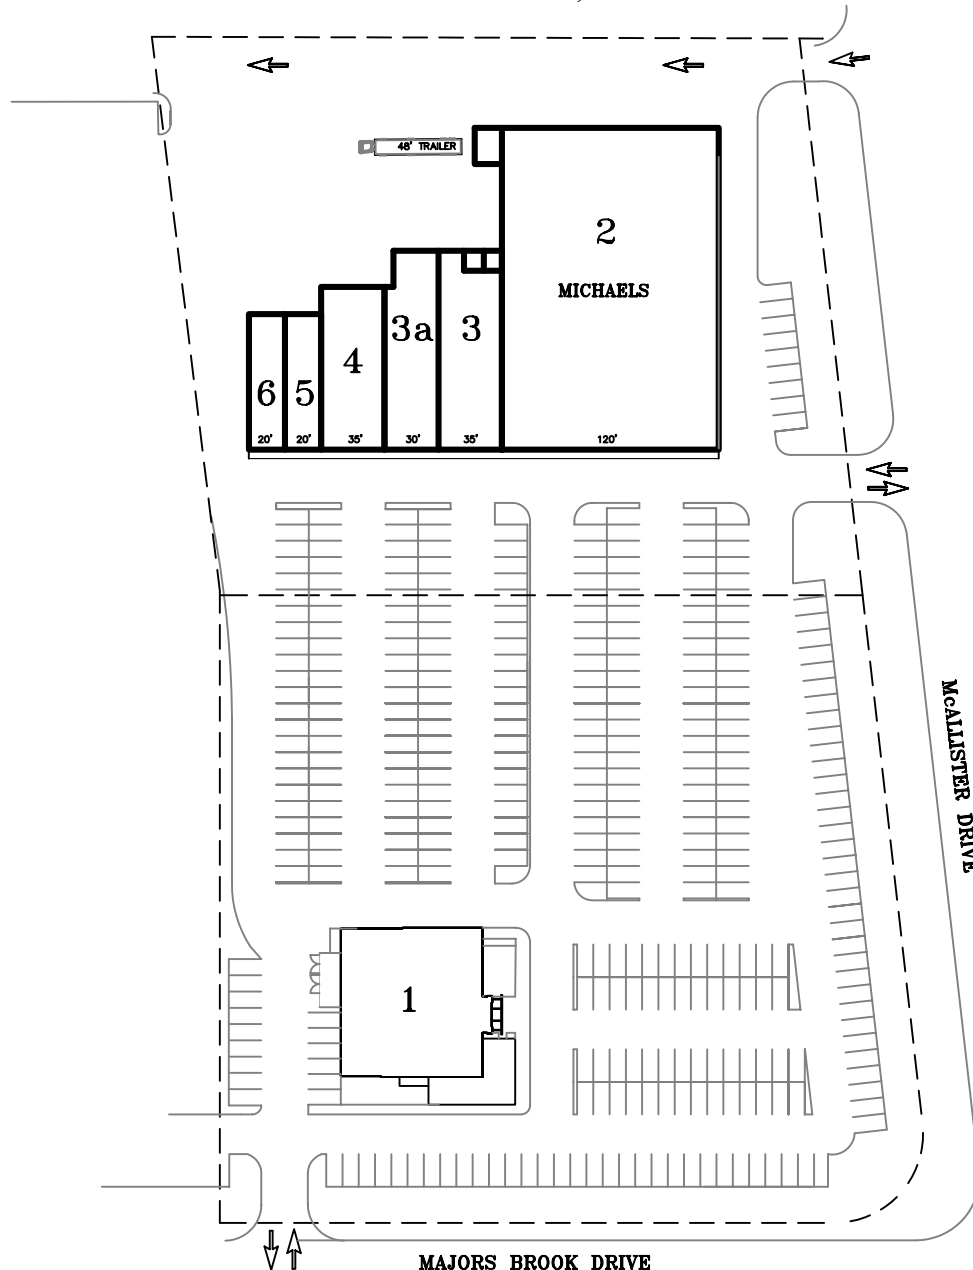 48' TRAILER
2
MICHAELS
3a
3
4
6
5
20'
20'
35'
30'
35'
120'
McALLISTER DRIVE
1
MAJORS BROOK DRIVE